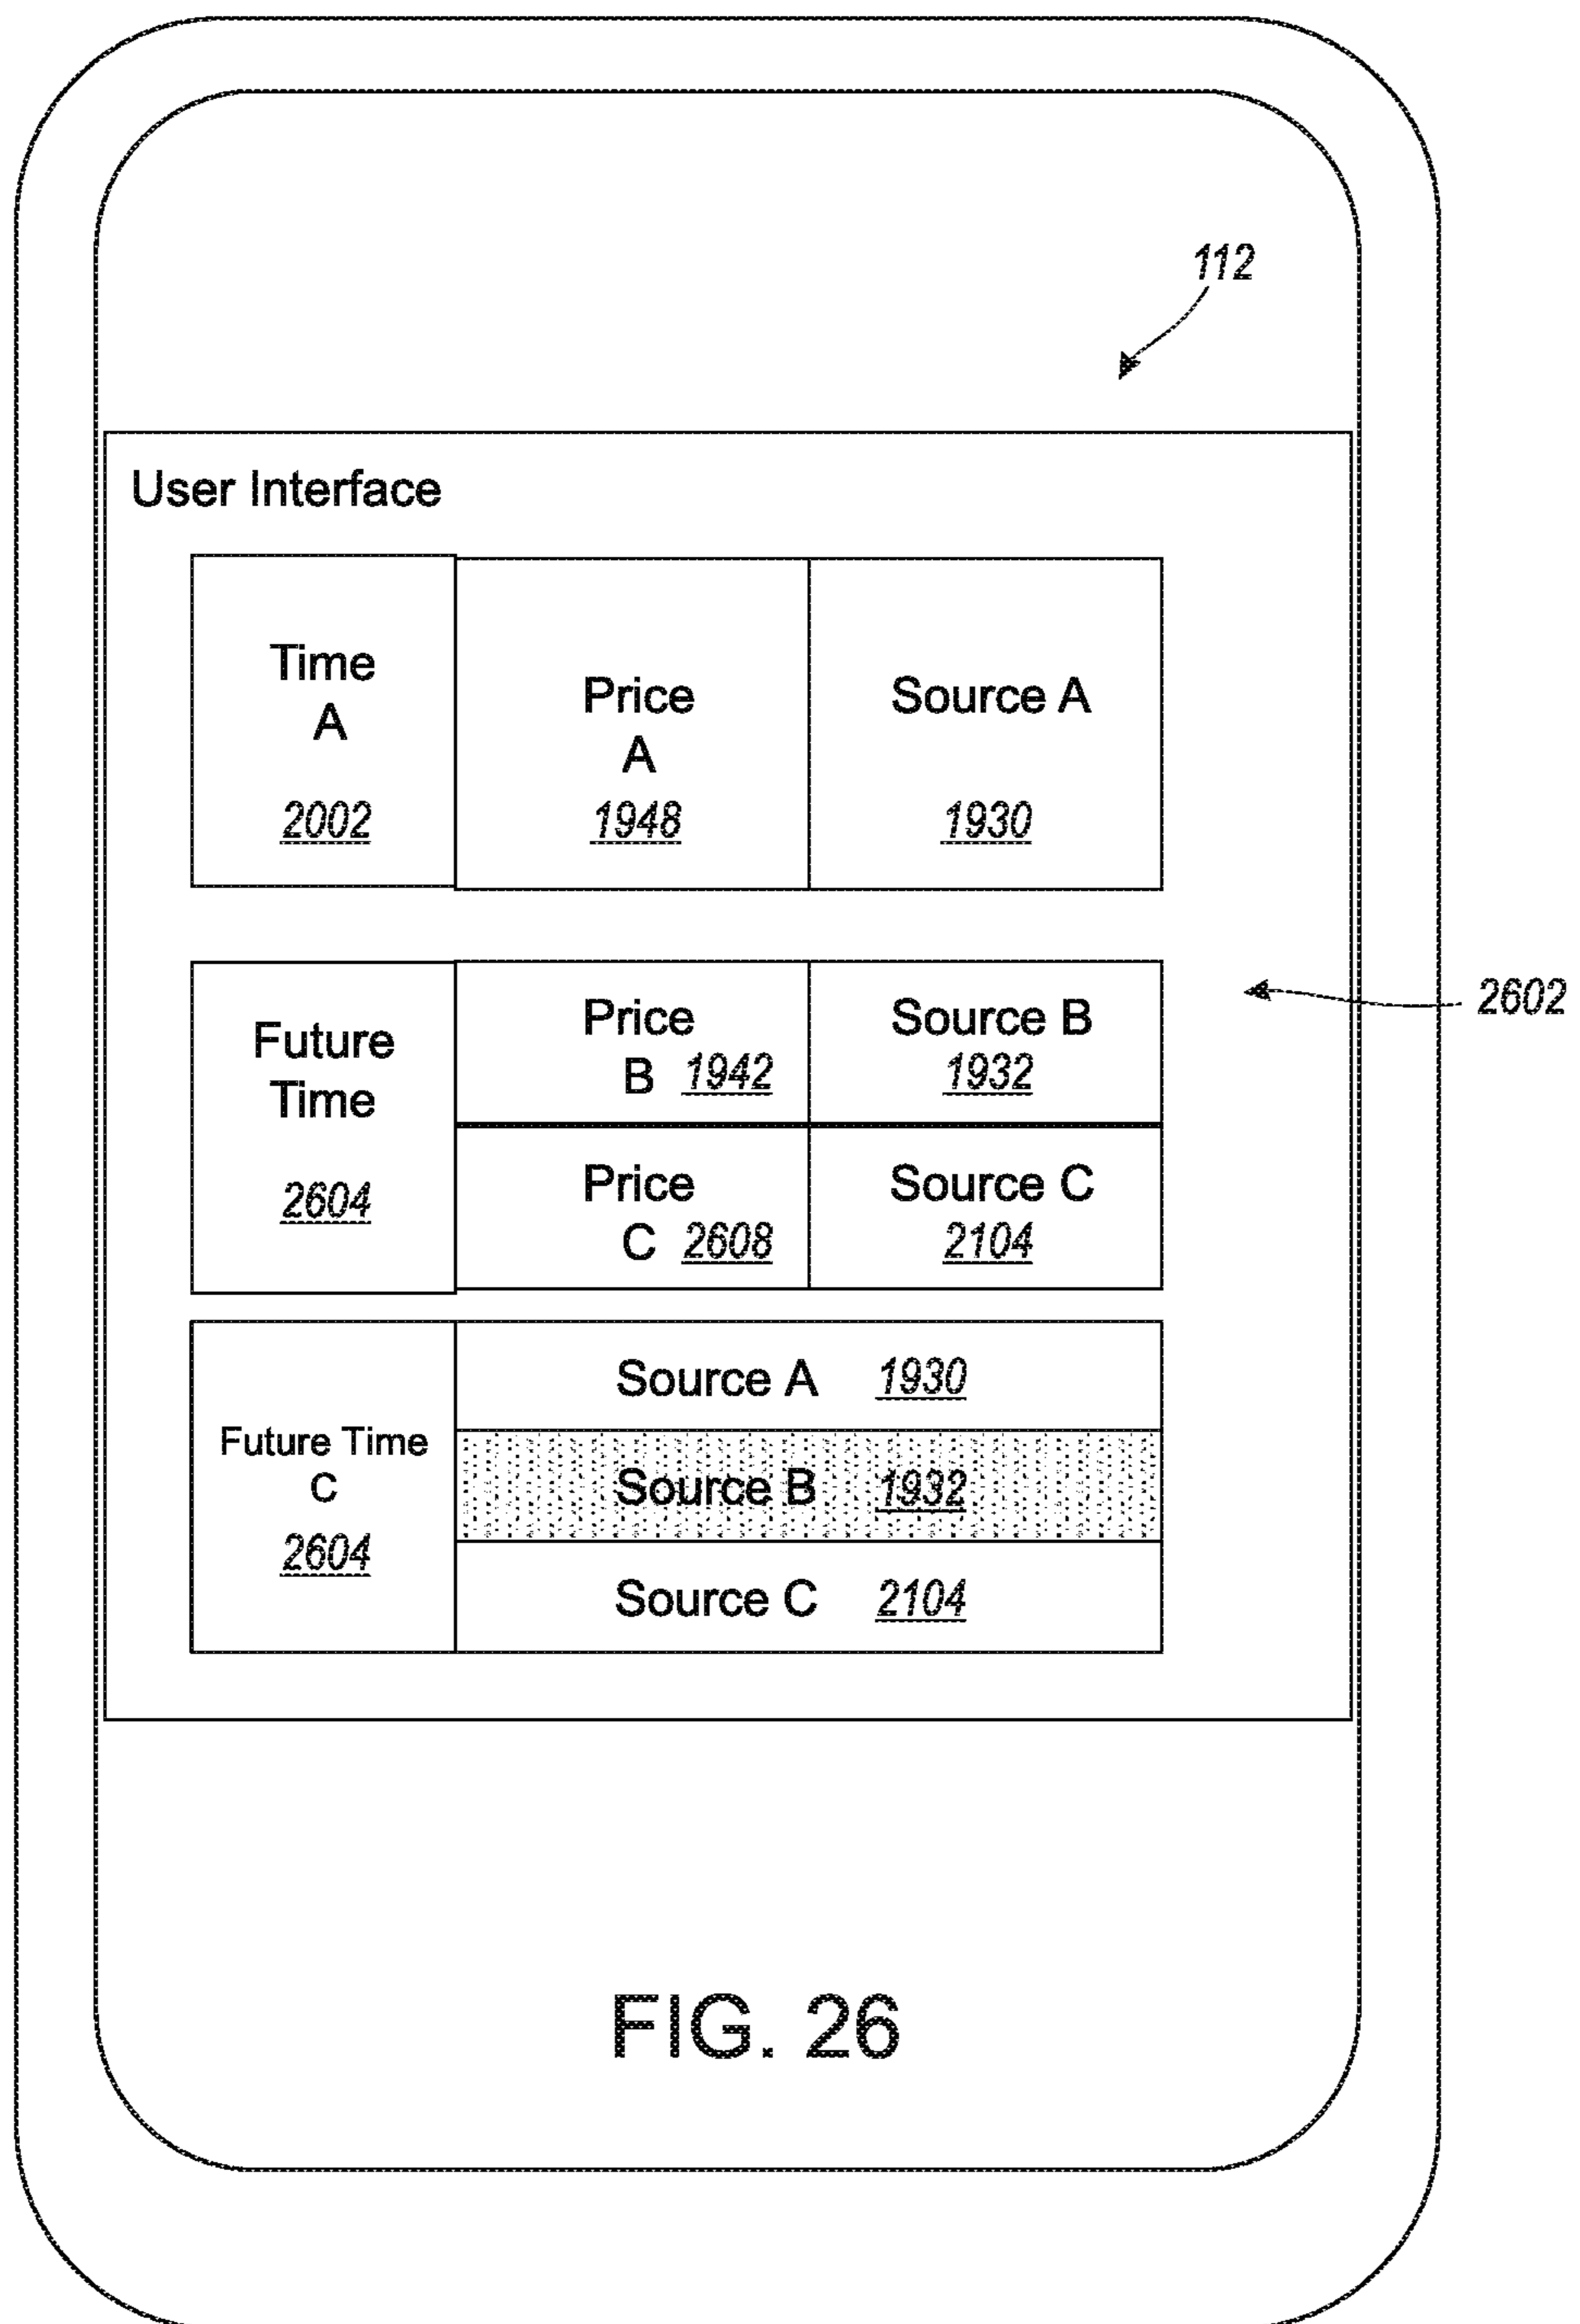 112
User Interface
Time
A
2002
Price
A
1948
Source A
1930
2602
Future
Time
2604
Price
B 1942
Source B
1932
Price
C 2608
Source C
2104
Future Time
C
2604
Source A 1930
Source B 1932
Source C 2104
FIG. 26